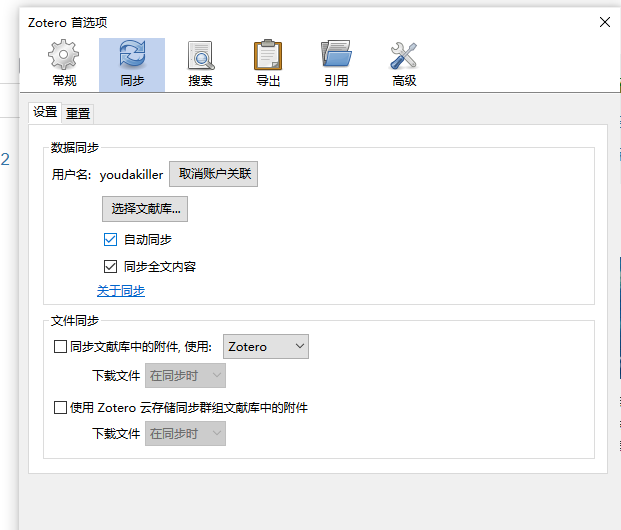 Zotero 首选项
常规 同步 搜索 导出 引用 高级
设置 重置
2
数据同步
用户名: youdakiller 取消账户关联
选择文献库...
自动同步
同步全文内容
关于同步
文件同步
同步文献库中的附件, 使用: Zotero
下载文件 在同步时
使用 Zotero 云存储同步群组文献库中的附件
下载文件 在同步时